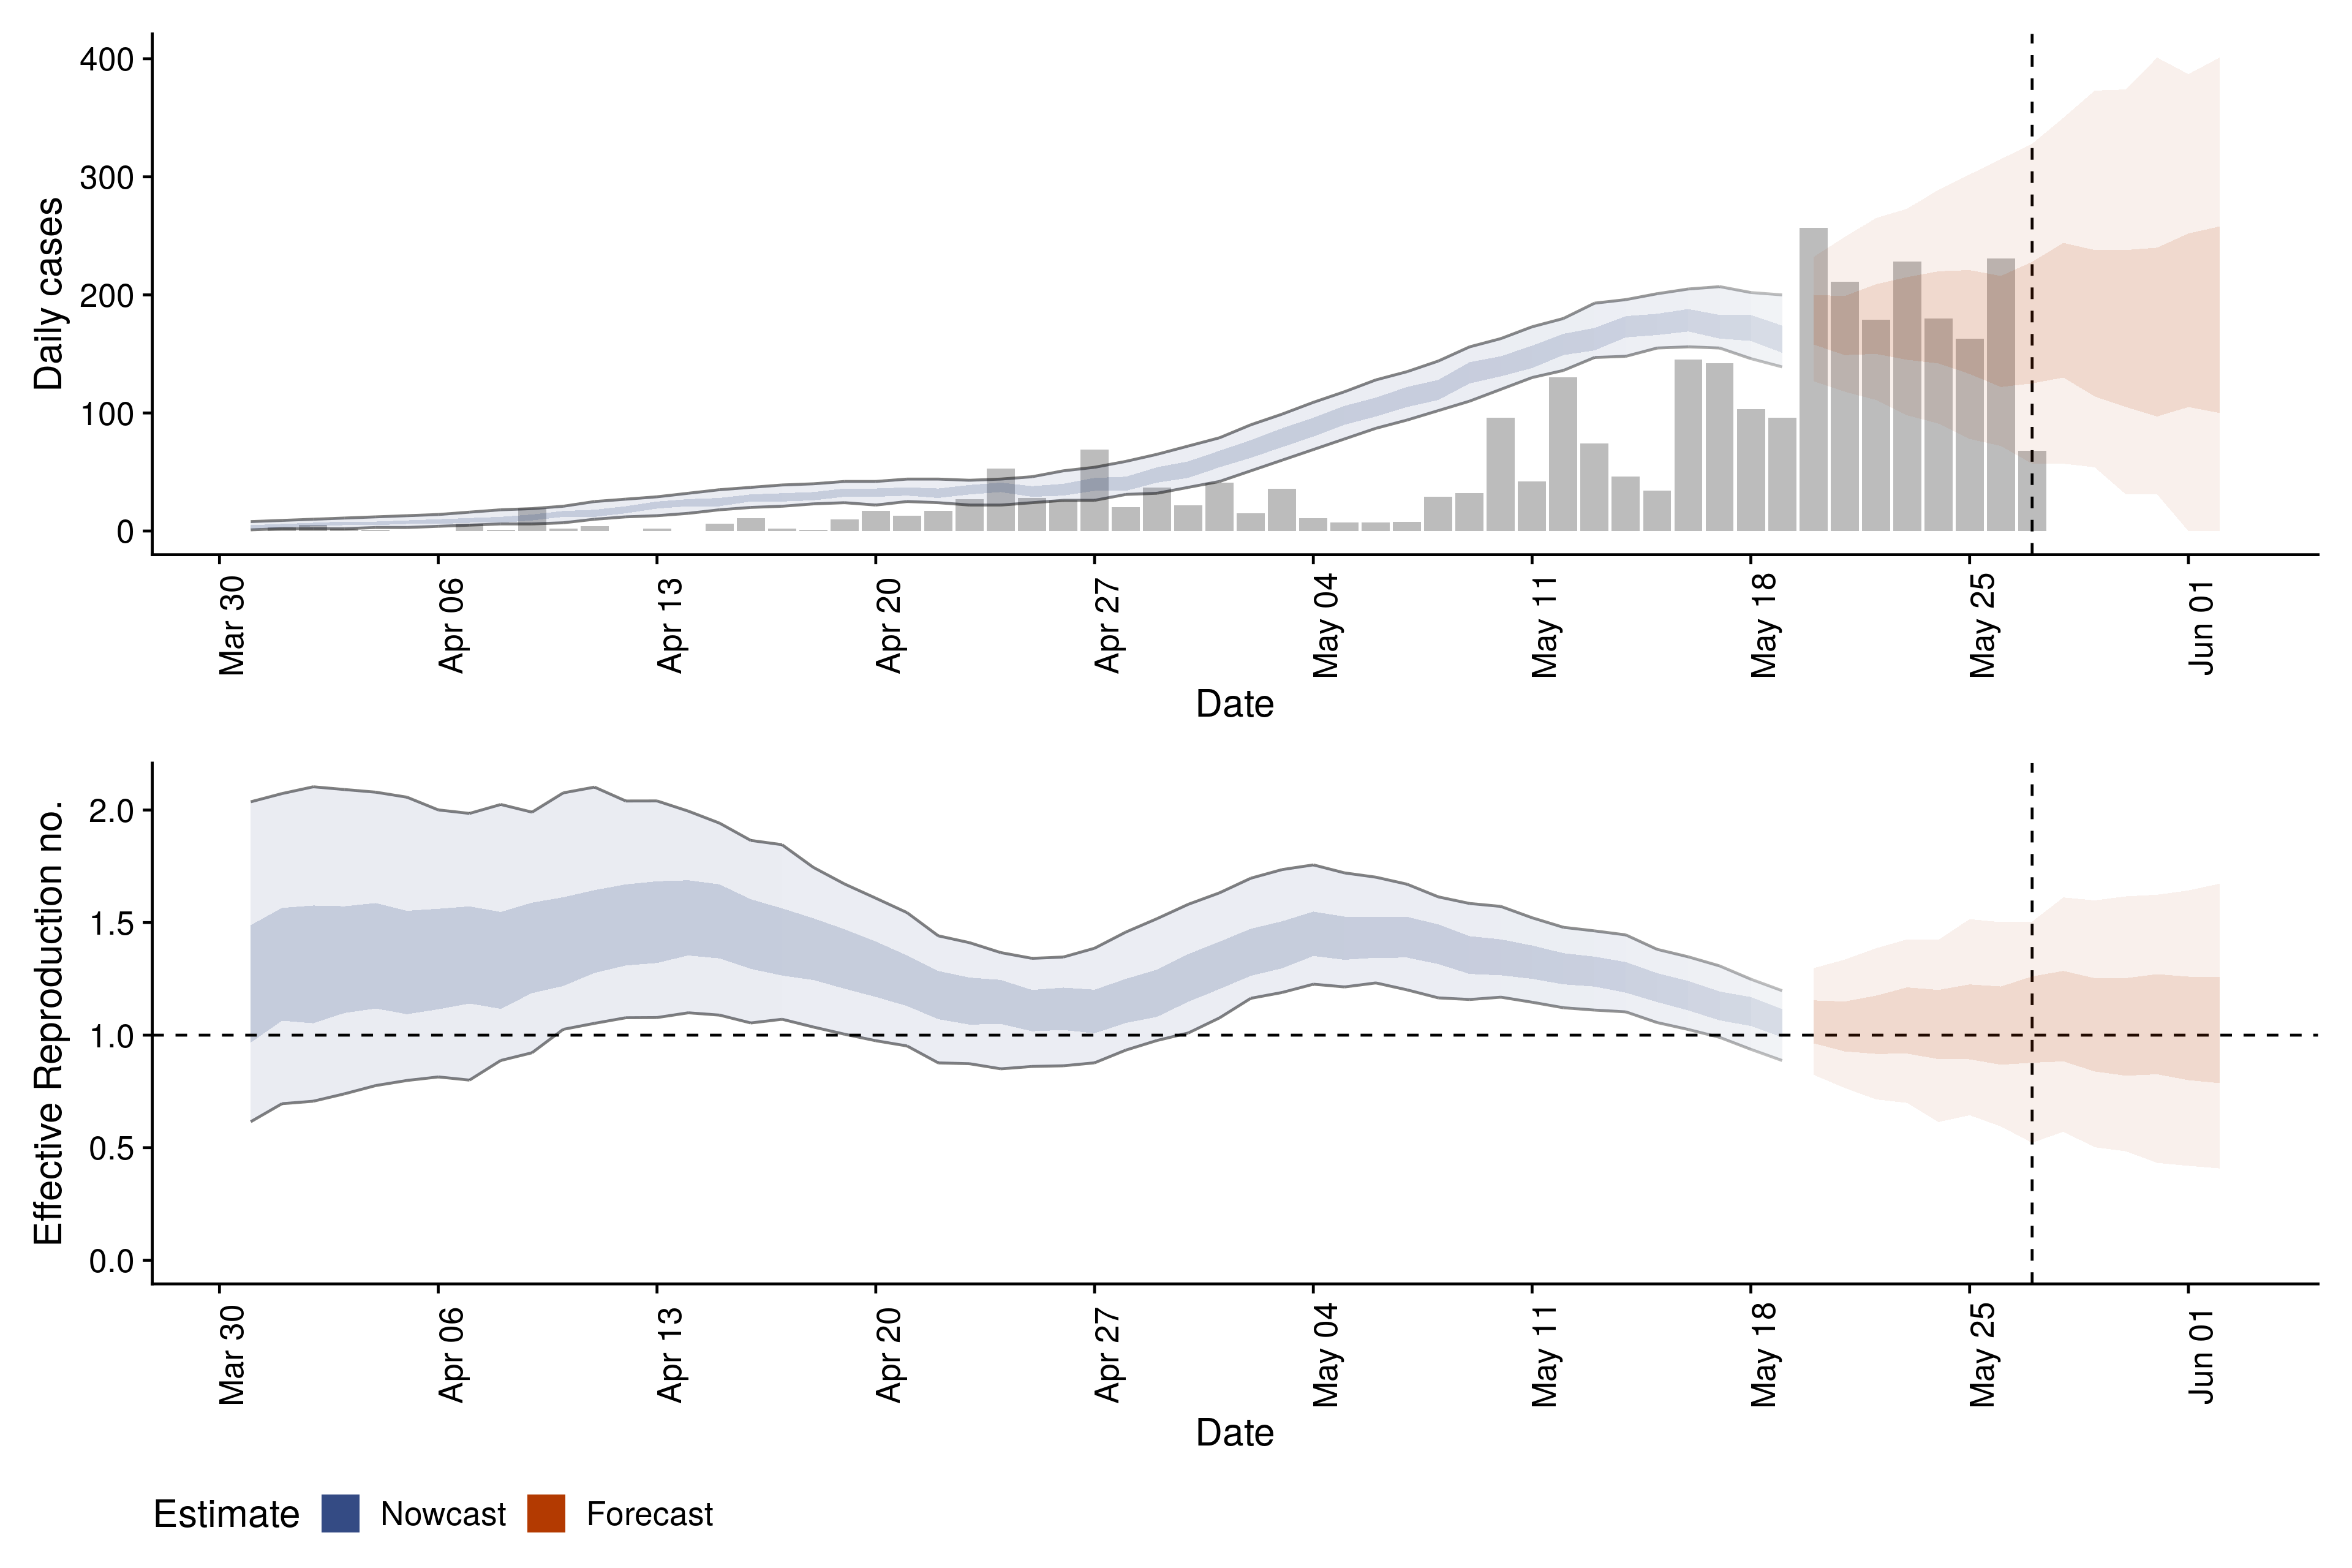 400
300
200
100
0
Daily cases
Mar 30 Apr 06 Apr 13 Apr 20 Apr 27 May 04 May 11 May 18 May 25 Jun 01
Date
2.0
1.5
1.0
0.5
0.0
Effective Reproduction no.
Mar 30 Apr 06 Apr 13 Apr 20 Apr 27 May 04 May 11 May 18 May 25 Jun 01
Date
Estimate Nowcast Forecast